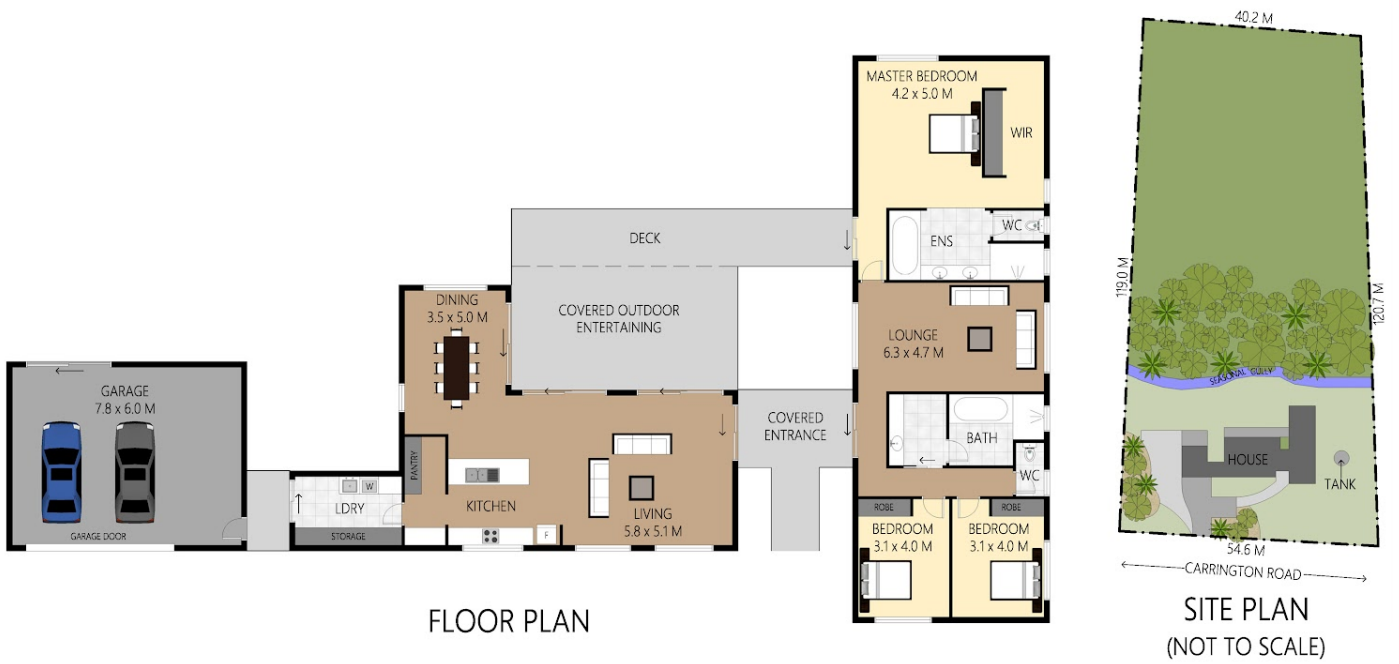 MASTER BEDROOM
4.2 x 5.0 M
WIR
WC
ENS
DECK
COVERED OUTDOOR
ENTERTAINING
DINING
3.5 x 5.0 M
LOUNGE
6.3 x 4.7 M
GARAGE
7.8 x 6.0 M
GARAGE DOOR
COVERED
ENTRANCE
BATH
WC
PANTRY
W
LDRY
STORAGE
KITCHEN
F
LIVING
5.8 x 5.1 M
ROBE
BEDROOM
3.1 x 4.0 M
ROBE
BEDROOM
3.1 x 4.0 M
FLOOR PLAN
40.2 M
119.0 M
120.7 M
SEASONAL GULLY
HOUSE
TANK
54.6 M
CARRINGTON ROAD
SITE PLAN
(NOT TO SCALE)